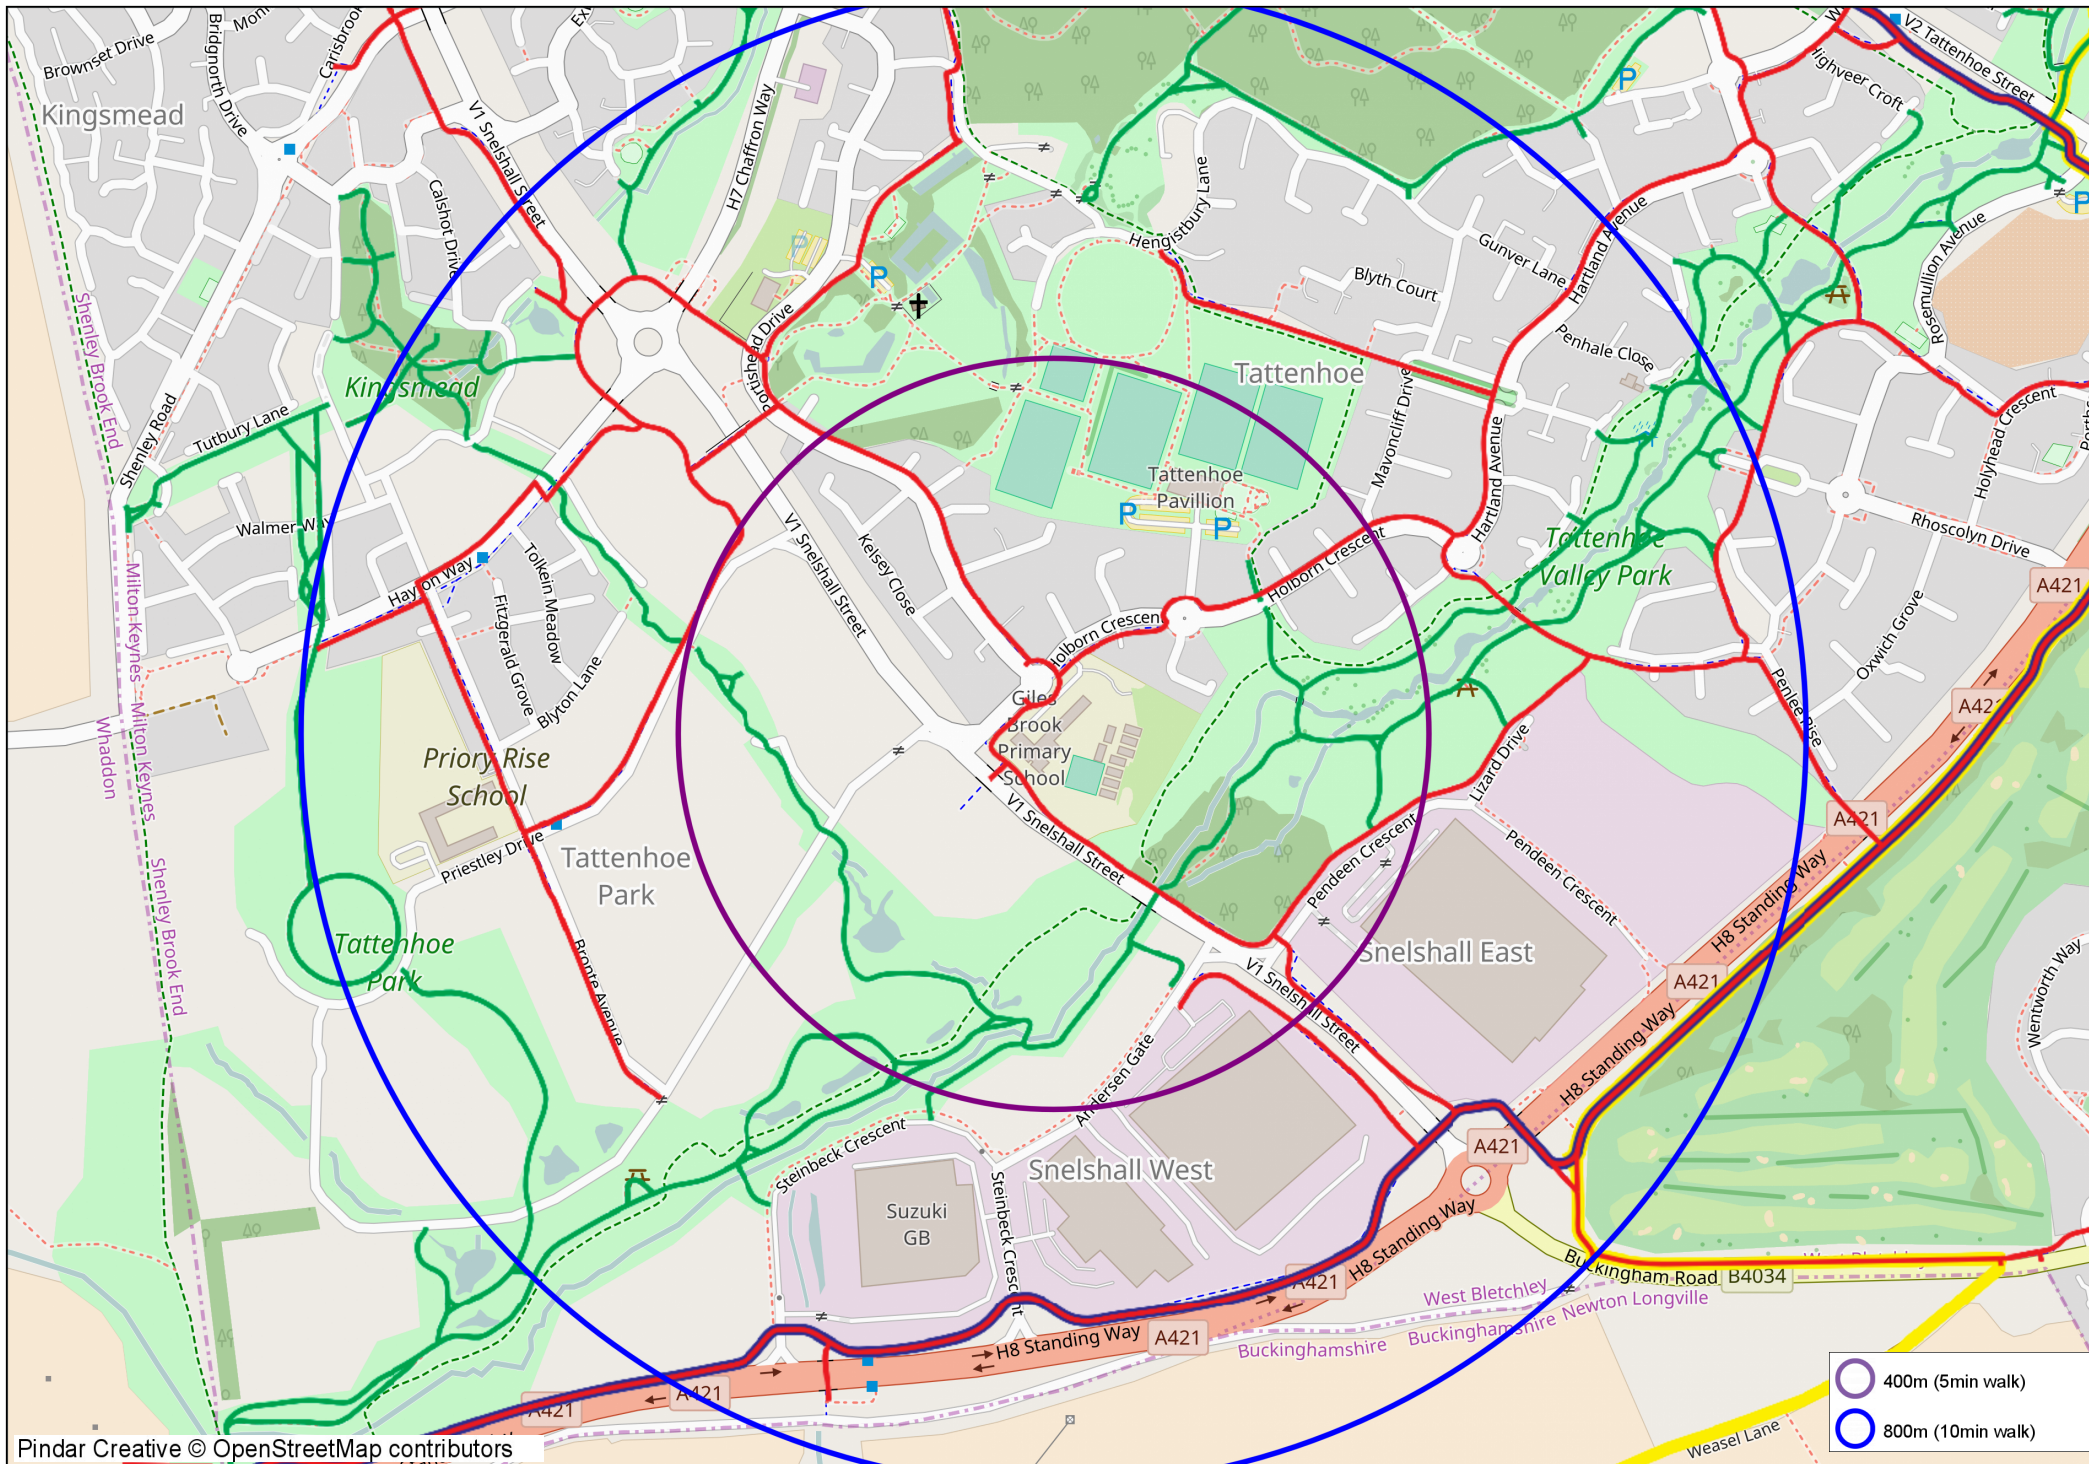 Brownset Drive
Bridgnorth Drive
Kingsmead
V1 Snelshall Street
H7 Chaffron Way
V2 Tattenhoe Street
Highveer Croft
Calshot Drive
Hengistbury Lane
Gunver Lane
Hartland Avenue
Blyth Court
Rosemullion Avenue
Penhale Close
Shenley Brook End
Portishead Drive
Kingsmead
Tattenhoe
Shenley Road
Tutbury Lane
Mavoncliff Drive
Hartland Avenue
Holyhead Crescent
Tattenhoe
Pavillion
Walmer Way
V1 Snelshall Street
Kelsey Close
Holborn Crescent
Rhoscolyn Drive
Tattenhoe
Valley Park
A421
Hayton Way
Tolkein Meadow
Fitzgerald Grove
Blyton Lane
Holborn Crescent
Oxwich Grove
Milton Keynes
Milton Keynes
Whaddon
Giles
Brook
Primary
School
Penlee Rise
A421
Priory Rise
School
Lizard Drive
V1 Snelshall Street
Pendeen Crescent
Pendeen Crescent
A421
Priestley Drive
Tattenhoe
Park
Shenley Brook End
H8 Standing Way
Tattenhoe
Park
Bronte Avenue
Snelshall East
V1 Snelshall Street
A421
Wentworth Way
H8 Standing Way
Andersen Gate
Steinbeck Crescent
A421
Snelshall West
Steinbeck Crescent
Suzuki
GB
H8 Standing Way
A421
Buckingham Road
B4034
West Bletchley
West Bletchley
Newton Longville
Buckinghamshire
Buckinghamshire
H8 Standing Way
A421
A421
A421
400m (5min walk)
800m (10min walk)
Weasel Lane
Pindar Creative © OpenStreetMap contributors